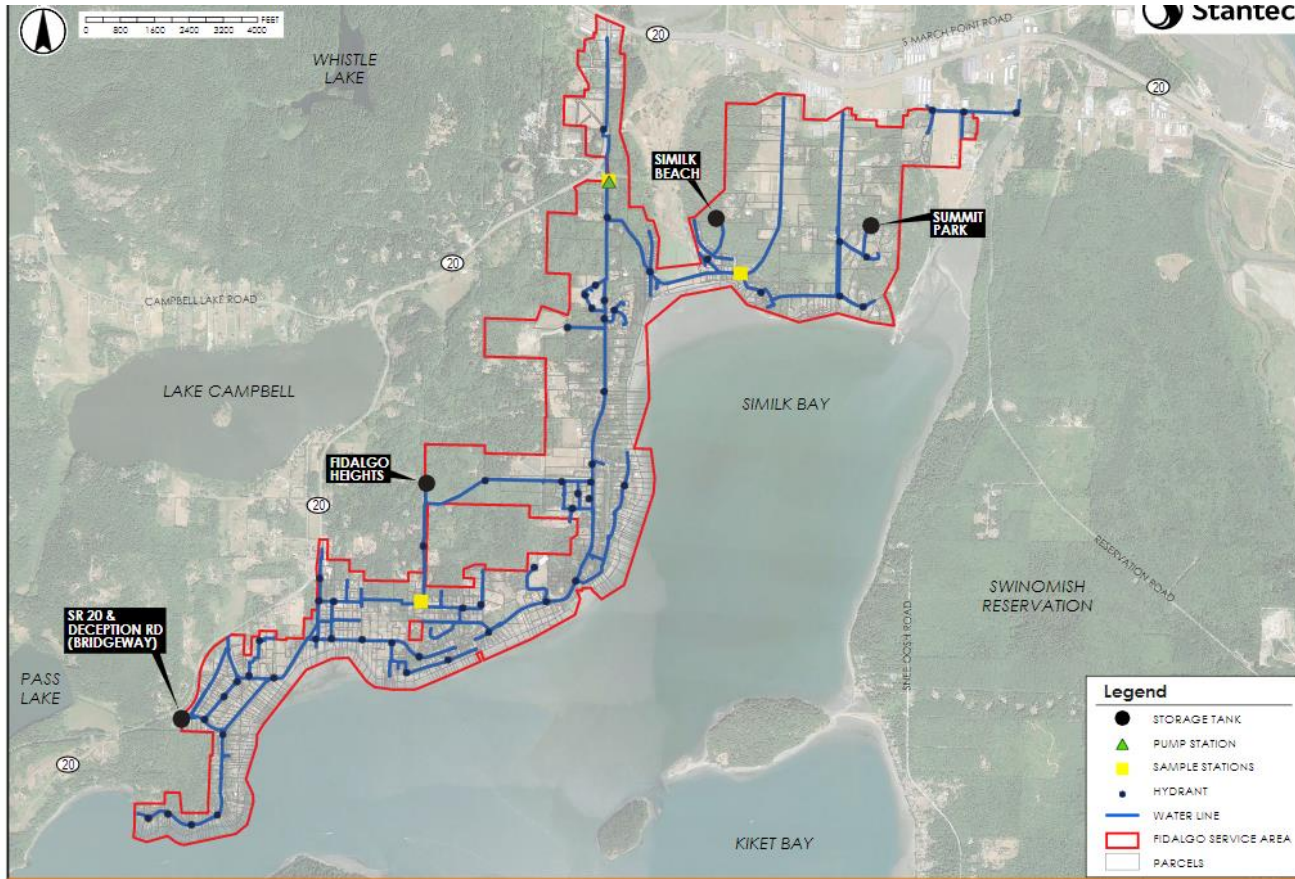 Stantec
FEET
0 800 1600 2400 3200 4000
20
S MARCH POINT ROAD
WHISTLE
LAKE
20
SIMILK
BEACH
SUMMIT
PARK
20
CAMPBELL LAKE ROAD
LAKE CAMPBELL
SIMILK BAY
FIDALGO
HEIGHTS
20
RESERVATION ROAD
SWINOMISH
RESERVATION
SR 20 &
DECEPTION RD
(BRIDGEWAY)
SNEE OOSH ROAD
PASS
LAKE
20
KIKET BAY
Legend
STORAGE TANK
PUMP STATION
SAMPLE STATIONS
HYDRANT
WATER LINE
FIDALGO SERVICE AREA
PARCELS